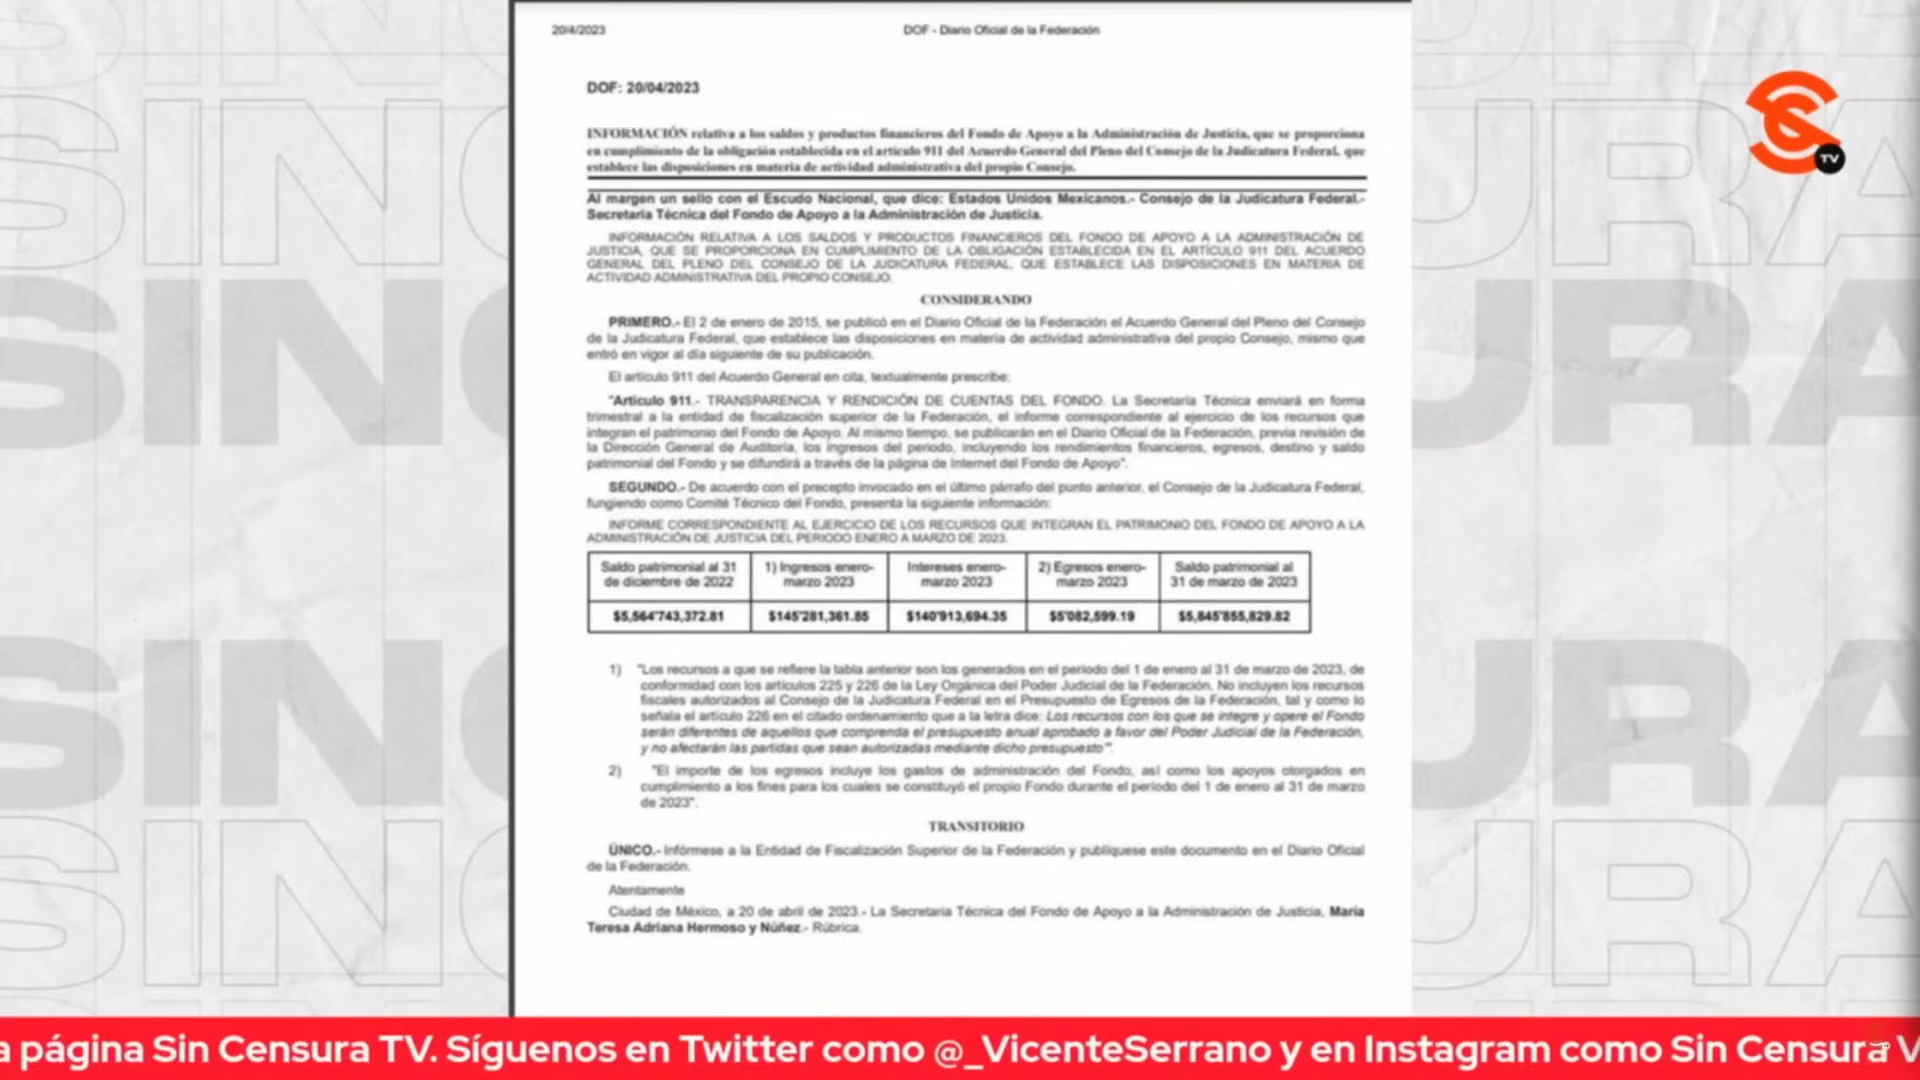 20/4/2023
DOF - Diario Oficial de la Federación
DOF: 20/04/2023
INFORMACIÓN relativa a los saldos y productos financieros del Fondo de Apoyo a la Administración de Justicia, que se proporciona
en cumplimiento de la obligación establecida en el artículo 911 del Acuerdo General del Pleno del Consejo de la Judicatura Federal, que
establece las disposiciones en materia de actividad administrativa del propio Consejo.
Al margen un sello con el Escudo Nacional, que dice: Estados Unidos Mexicanos.- Consejo de la Judicatura Federal.-
Secretaría Técnica del Fondo de Apoyo a la Administración de Justicia.
INFORMACIÓN RELATIVA A LOS SALDOS Y PRODUCTOS FINANCIEROS DEL FONDO DE APOYO A LA ADMINISTRACIÓN DE
JUSTICIA, QUE SE PROPORCIONA EN CUMPLIMIENTO DE LA OBLIGACIÓN ESTABLECIDA EN EL ARTÍCULO 911 DEL ACUERDO
GENERAL DEL PLENO DEL CONSEJO DE LA JUDICATURA FEDERAL, QUE ESTABLECE LAS DISPOSICIONES EN MATERIA DE
ACTIVIDAD ADMINISTRATIVA DEL PROPIO CONSEJO.
CONSIDERANDO
PRIMERO.- El 2 de enero de 2015, se publicó en el Diario Oficial de la Federación el Acuerdo General del Pleno del Consejo
de la Judicatura Federal, que establece las disposiciones en materia de actividad administrativa del propio Consejo, mismo que
entró en vigor al día siguiente de su publicación.
El artículo 911 del Acuerdo General en cita, textualmente prescribe:
"Artículo 911.- TRANSPARENCIA Y RENDICIÓN DE CUENTAS DEL FONDO. La Secretaría Técnica enviará en forma
trimestral a la entidad de fiscalización superior de la Federación, el informe correspondiente al ejercicio de los recursos que
integran el patrimonio del Fondo de Apoyo. Al mismo tiempo, se publicarán en el Diario Oficial de la Federación, previa revisión de
la Dirección General de Auditoría, los ingresos del periodo, incluyendo los rendimientos financieros, egresos, destino y saldo
patrimonial del Fondo y se difundirá a través de la página de Internet del Fondo de Apoyo".
SEGUNDO.- De acuerdo con el precepto invocado en el último párrafo del punto anterior, el Consejo de la Judicatura Federal,
fungiendo como Comité Técnico del Fondo, presenta la siguiente información:
INFORME CORRESPONDIENTE AL EJERCICIO DE LOS RECURSOS QUE INTEGRAN EL PATRIMONIO DEL FONDO DE APOYO A LA
ADMINISTRACIÓN DE JUSTICIA DEL PERIODO ENERO A MARZO DE 2023.
Saldo patrimonial al 31 de diciembre de 2022
1) Ingresos enero-marzo 2023
Intereses enero-marzo 2023
2) Egresos enero-marzo 2023
Saldo patrimonial al 31 de marzo de 2023
$5,564'743,372.81 $145'281,361.85 $140'913,694.35 $5'082,599.19 $5,845'855,829.82
1) "Los recursos a que se refiere la tabla anterior son los generados en el periodo del 1 de enero al 31 de marzo de 2023, de
conformidad con los artículos 225 y 226 de la Ley Orgánica del Poder Judicial de la Federación. No incluyen los recursos
fiscales autorizados al Consejo de la Judicatura Federal en el Presupuesto de Egresos de la Federación, tal y como lo
señala el artículo 226 en el citado ordenamiento que a la letra dice: Los recursos con los que se integre y opere el Fondo
serán diferentes de aquellos que comprenda el presupuesto anual aprobado a favor del Poder Judicial de la Federación,
y no afectarán las partidas que sean autorizadas mediante dicho presupuesto'".
2) "El importe de los egresos incluye los gastos de administración del Fondo, así como los apoyos otorgados en
cumplimiento a los fines para los cuales se constituyó el propio Fondo durante el periodo del 1 de enero al 31 de marzo
de 2023".
TRANSITORIO
ÚNICO.- Infórmese a la Entidad de Fiscalización Superior de la Federación y publíquese este documento en el Diario Oficial
de la Federación.
Atentamente
Ciudad de México, a 20 de abril de 2023.- La Secretaria Técnica del Fondo de Apoyo a la Administración de Justicia, María
Teresa Adriana Hermoso y Núñez.- Rúbrica.
TV
a página Sin Censura TV. Síguenos en Twitter como @_VicenteSerrano y en Instagram como Sin Censura V